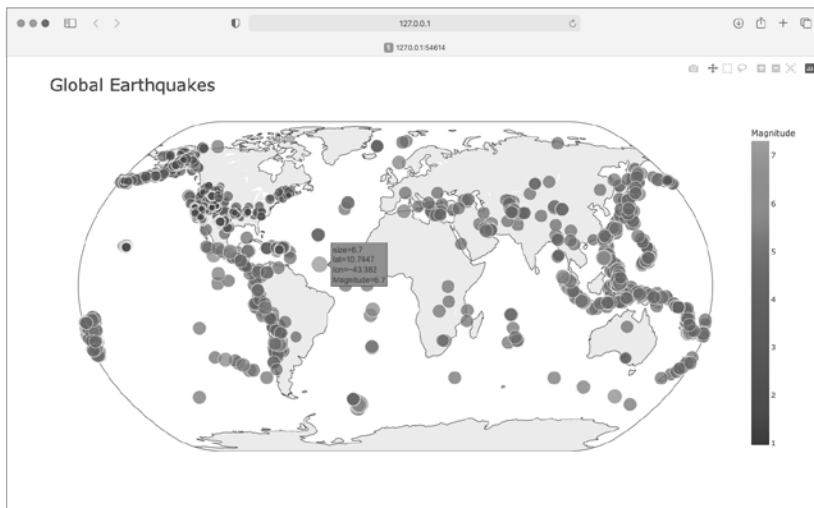 127.0.0.1
1 127.0.0.1:54614
Global Earthquakes
Magnitude
7
6
5
4
3
2
1
size=6.7
lat=10.7447
lon=-43.382
Magnitude=6.7